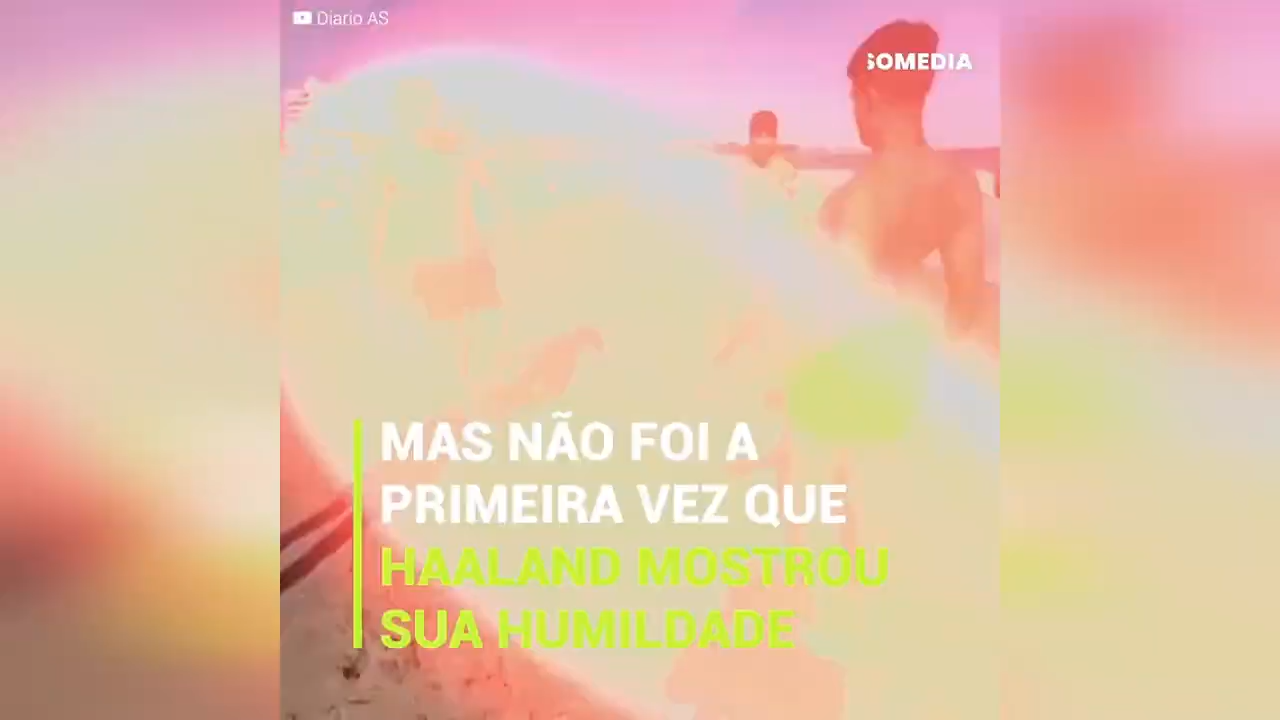 Diario AS
SOMEDIA
MAS NÃO FOI A
PRIMEIRA VEZ QUE
HAALAND MOSTROU
SUA HUMILDADE